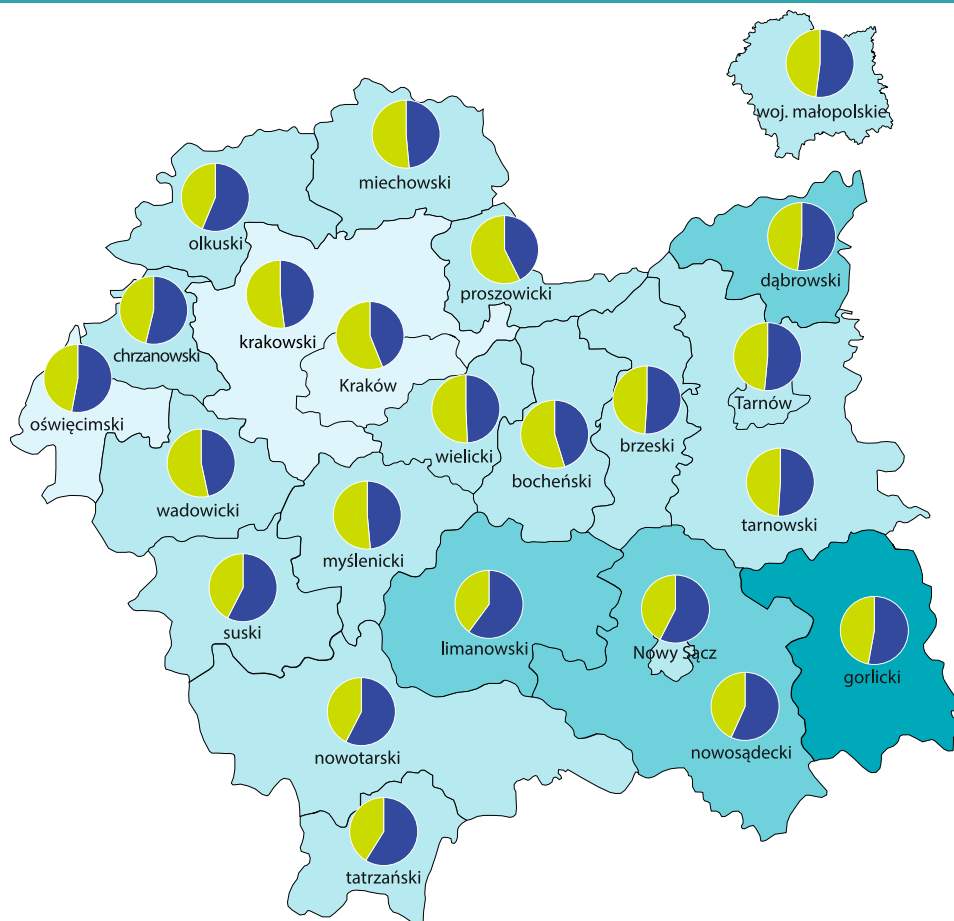 woj. małopolskie
miechowski
olkuski
proszowicki
dąbrowski
krakowski
chrzanowski
Kraków
Tarnów
oświęcimski
wielicki
brzeski
bocheński
wadowicki
tarnowski
myślenicki
suski
limanowski
Nowy Sącz
gorlicki
nowotarski
nowosądecki
tatrzański